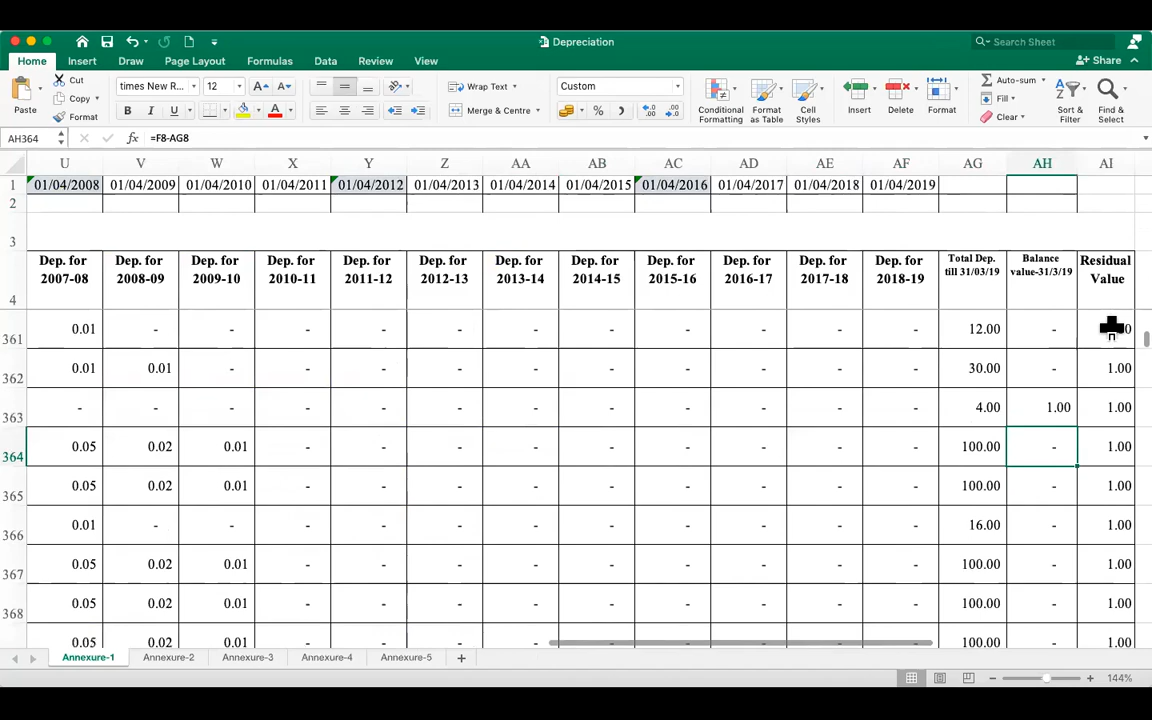 Depreciation
Search Sheet
Home Insert Draw Page Layout Formulas Data Review View Share
Paste Cut Copy Format
times New R... 12 A A
B I U A
Wrap Text
Merge & Centre
Custom
%
Conditional Formatting
Format as Table
Cell Styles
Insert Delete Format
Auto-sum
Fill
Clear
Sort & Filter
Find & Select
AH364 fx =F8-AG8
U V W X Y Z AA AB AC AD AE AF AG AH AI
1 01/04/2008 01/04/2009 01/04/2010 01/04/2011 01/04/2012 01/04/2013 01/04/2014 01/04/2015 01/04/2016 01/04/2017 01/04/2018 01/04/2019
2
3
Dep. for Dep. for Dep. for Dep. for Dep. for Dep. for Dep. for Dep. for Dep. for Dep. for Dep. for Dep. for Total Dep. Balance Residual
2007-08 2008-09 2009-10 2010-11 2011-12 2012-13 2013-14 2014-15 2015-16 2016-17 2017-18 2018-19 till 31/03/19 value-31/3/19 Value
4
361 0.01 - - - - - - - - - - - 12.00 -
362 0.01 0.01 - - - - - - - - - - 30.00 - 1.00
363 - - - - - - - - - - - - 4.00 1.00 1.00
364 0.05 0.02 0.01 - - - - - - - - - 100.00 - 1.00
365 0.05 0.02 0.01 - - - - - - - - - 100.00 - 1.00
366 0.01 - - - - - - - - - - - 16.00 - 1.00
367 0.05 0.02 0.01 - - - - - - - - - 100.00 - 1.00
368 0.05 0.02 0.01 - - - - - - - - - 100.00 - 1.00
0.05 0.02 0.01 - - - - - - - - - 100.00 - 1.00
Annexure-1 Annexure-2 Annexure-3 Annexure-4 Annexure-5 +
144%